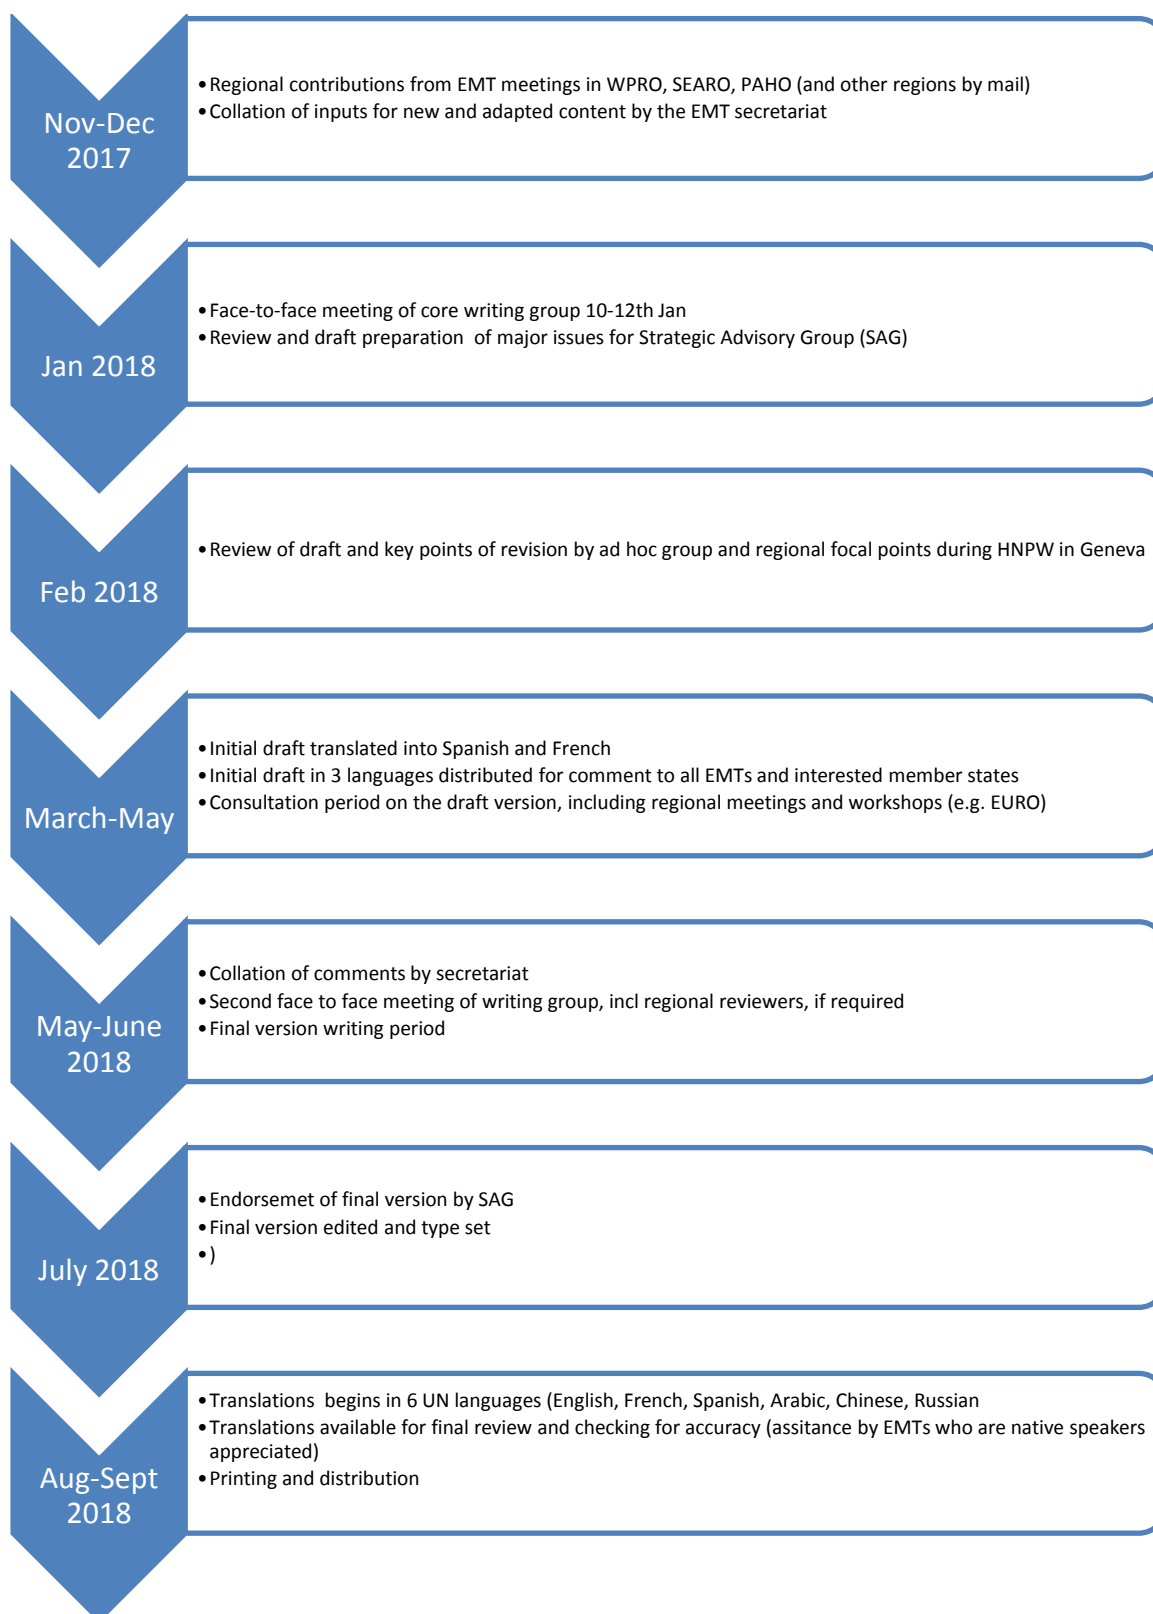 Nov-Dec
2017
•Regional contributions from EMT meetings in WPRO, SEARO, PAHO (and other regions by mail)
•Collation of inputs for new and adapted content by the EMT secretariat
Jan 2018
•Face-to-face meeting of core writing group 10-12th Jan
•Review and draft preparation  of major issues for Strategic Advisory Group (SAG)
Feb 2018
•Review of draft and key points of revision by ad hoc group and regional focal points during HNPW in Geneva
March-May
•Initial draft translated into Spanish and French
•Initial draft in 3 languages distributed for comment to all EMTs and interested member states
•Consultation period on the draft version, including regional meetings and workshops (e.g. EURO)
May-June
2018
•Collation of comments by secretariat
•Second face to face meeting of writing group, incl regional reviewers, if required
•Final version writing period
July 2018
•Endorsemet of final version by SAG
•Final version edited and type set
•)
Aug-Sept
2018
•Translations  begins in 6 UN languages (English, French, Spanish, Arabic, Chinese, Russian
•Translations available for final review and checking for accuracy (assitance by EMTs who are native speakers
appreciated)
•Printing and distribution